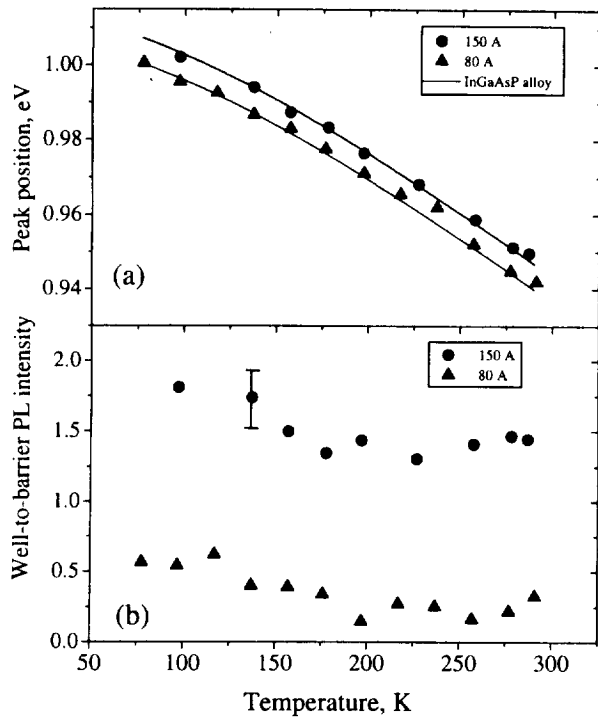 (a)
150 A
80 A
InGaAsP alloy
Peak position, eV
1.00
0.98
0.96
0.94
(b)
150 A
80 A
Well-to-barrier PL intensity
2.0
1.5
1.0
0.5
0.0
50 100 150 200 250 300
Temperature, K